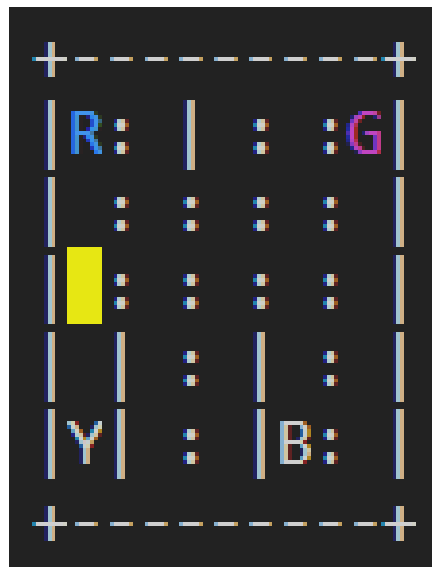 +---------+
|R: | : :G|
| : : : : |
| : : : : |
| | : | : |
|Y| : |B: |
+---------+